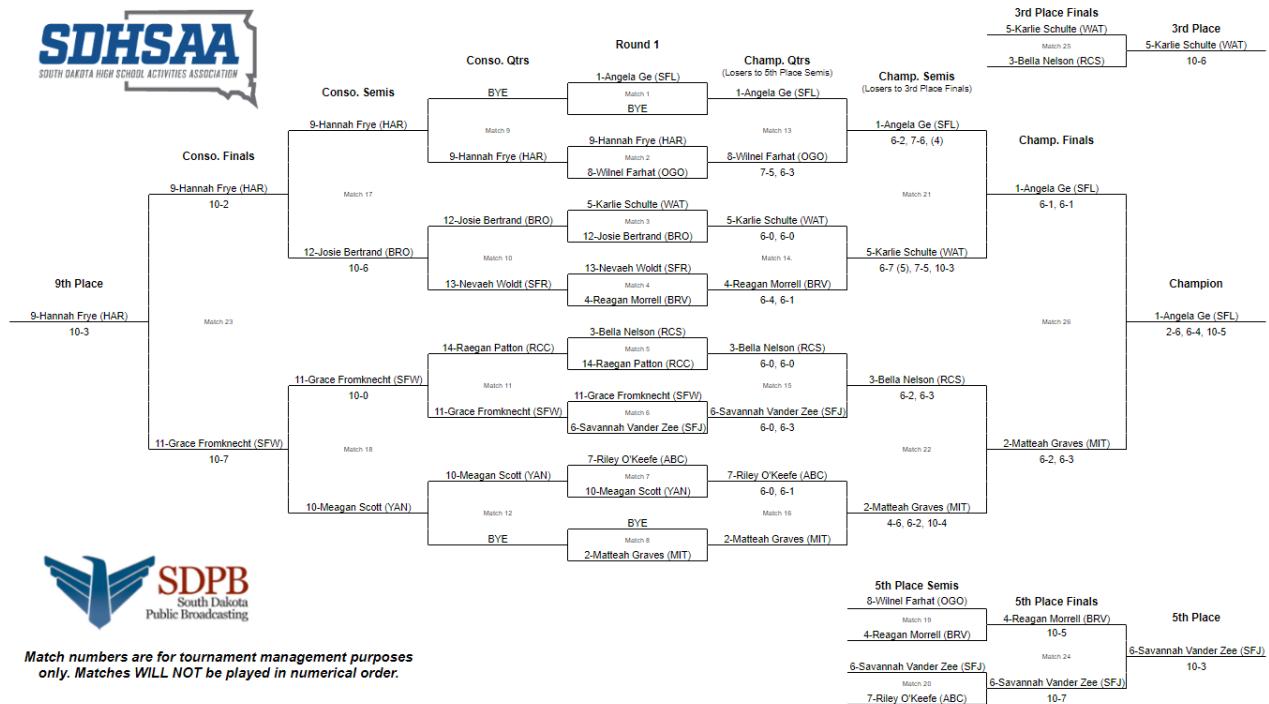 SDHSAA
SOUTH DAKOTA HIGH SCHOOL ACTIVITIES ASSOCIATION
3rd Place Finals
5-Karlie Schulte (WAT)
Match 25
3-Bella Nelson (RCS)
3rd Place
5-Karlie Schulte (WAT)
10-6
Round 1
1-Angela Ge (SFL)
Match 1
BYE
9-Hannah Frye (HAR)
Match 2
8-Wilnel Farhat (OGO)
5-Karlie Schulte (WAT)
Match 3
12-Josie Bertrand (BRO)
13-Nevaeh Woldt (SFR)
Match 4
4-Reagan Morrell (BRV)
3-Bella Nelson (RCS)
Match 5
14-Raegan Patton (RCC)
11-Grace Fromknecht (SFW)
Match 6
6-Savannah Vander Zee (SFJ)
7-Riley O'Keefe (ABC)
Match 7
10-Meagan Scott (YAN)
BYE
Match 8
2-Matteah Graves (MIT)
Conso. Qtrs
BYE
Match 9
9-Hannah Frye (HAR)
12-Josie Bertrand (BRO)
Match 10
13-Nevaeh Woldt (SFR)
14-Raegan Patton (RCC)
Match 11
11-Grace Fromknecht (SFW)
10-Meagan Scott (YAN)
Match 12
BYE
Conso. Semis
9-Hannah Frye (HAR)
Match 17
12-Josie Bertrand (BRO)
10-6
11-Grace Fromknecht (SFW)
10-0
Match 18
10-Meagan Scott (YAN)
Conso. Finals
9-Hannah Frye (HAR)
10-2
Match 23
11-Grace Fromknecht (SFW)
10-7
9th Place
9-Hannah Frye (HAR)
10-3
Champ. Qtrs
(Losers to 5th Place Semis)
1-Angela Ge (SFL)
Match 13
8-Wilnel Farhat (OGO)
7-5, 6-3
5-Karlie Schulte (WAT)
6-0, 6-0
Match 14.
4-Reagan Morrell (BRV)
6-4, 6-1
3-Bella Nelson (RCS)
6-0, 6-0
Match 15
6-Savannah Vander Zee (SFJ)
6-0, 6-3
7-Riley O'Keefe (ABC)
6-0, 6-1
Match 16
2-Matteah Graves (MIT)
Champ. Semis
(Losers to 3rd Place Finals)
1-Angela Ge (SFL)
6-2, 7-6, (4)
Match 21
5-Karlie Schulte (WAT)
6-7 (5), 7-5, 10-3
3-Bella Nelson (RCS)
6-2, 6-3
Match 22
2-Matteah Graves (MIT)
4-6, 6-2, 10-4
Champ. Finals
1-Angela Ge (SFL)
6-1, 6-1
Match 26
2-Matteah Graves (MIT)
6-2, 6-3
Champion
1-Angela Ge (SFL)
2-6, 6-4, 10-5
5th Place Semis
8-Wilnel Farhat (OGO)
Match 19
4-Reagan Morrell (BRV)
6-Savannah Vander Zee (SFJ)
Match 20
7-Riley O'Keefe (ABC)
5th Place Finals
4-Reagan Morrell (BRV)
10-5
Match 24
6-Savannah Vander Zee (SFJ)
10-7
5th Place
6-Savannah Vander Zee (SFJ)
10-3
SDPB
South Dakota
Public Broadcasting
Match numbers are for tournament management purposes
only. Matches WILL NOT be played in numerical order.